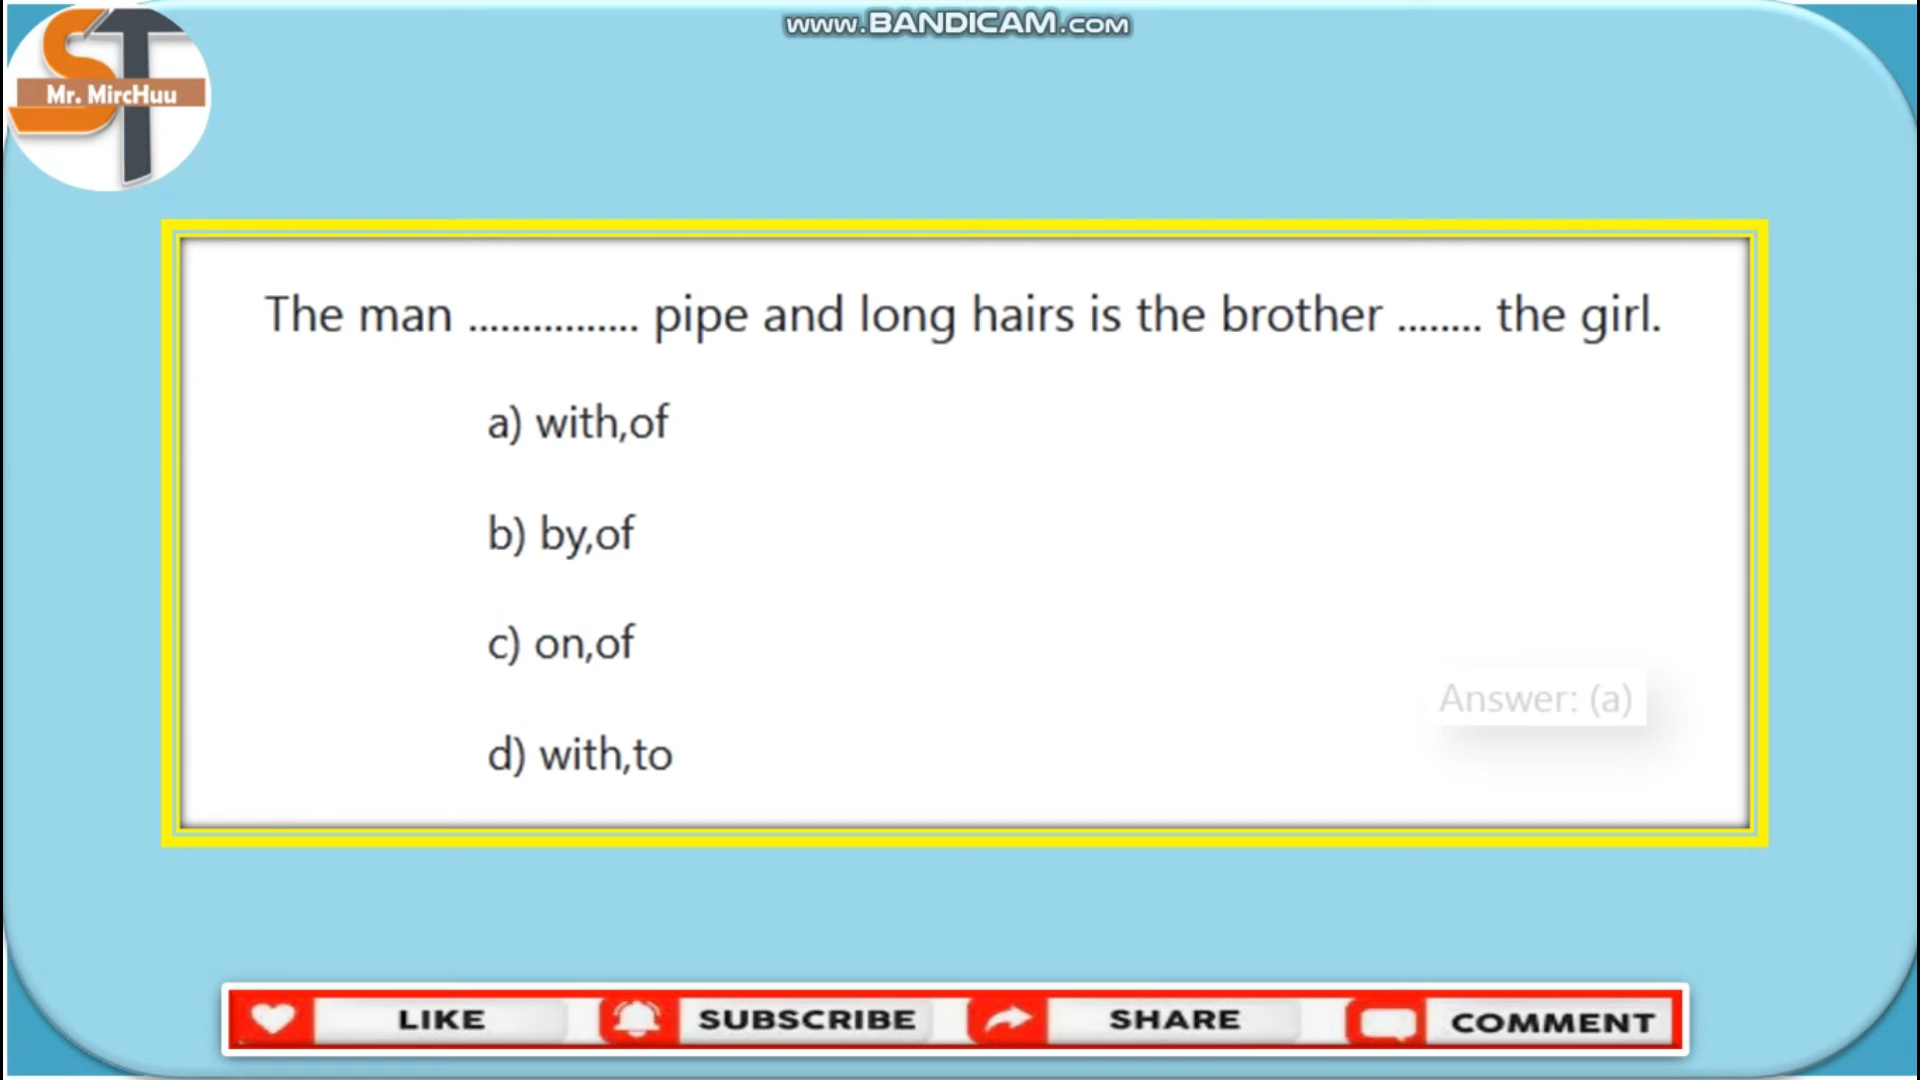 www.BANDICAM.com
ST
Mr. MircHuu
The man ................ pipe and long hairs is the brother ........ the girl.
a) with,of
b) by,of
c) on,of
Answer: (a)
d) with,to
LIKE
SUBSCRIBE
SHARE
COMMENT